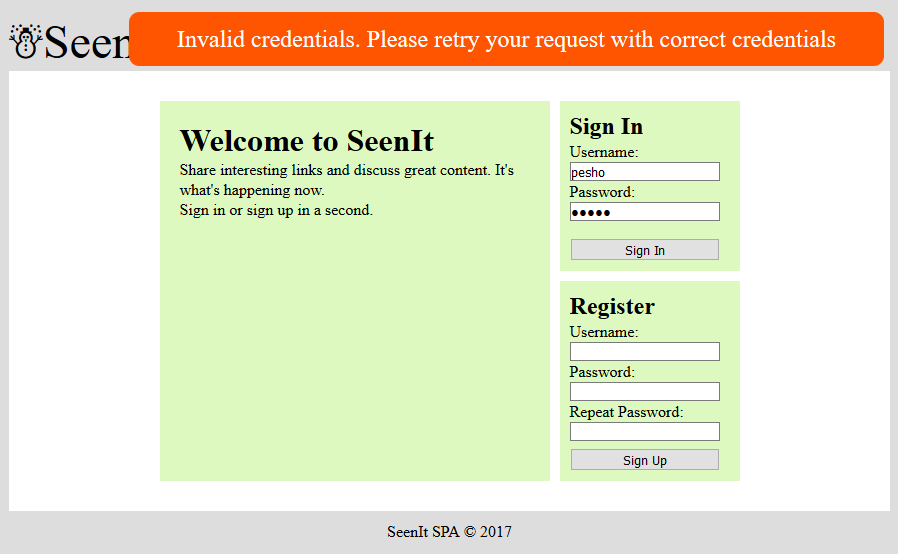 ☃Seen
Invalid credentials. Please retry your request with correct credentials
Welcome to SeenIt
Share interesting links and discuss great content. It's
what's happening now.
Sign in or sign up in a second.
Sign In
Username:
pesho
Password:
●●●●●
Sign In
Register
Username:
Password:
Repeat Password:
Sign Up
SeenIt SPA © 2017